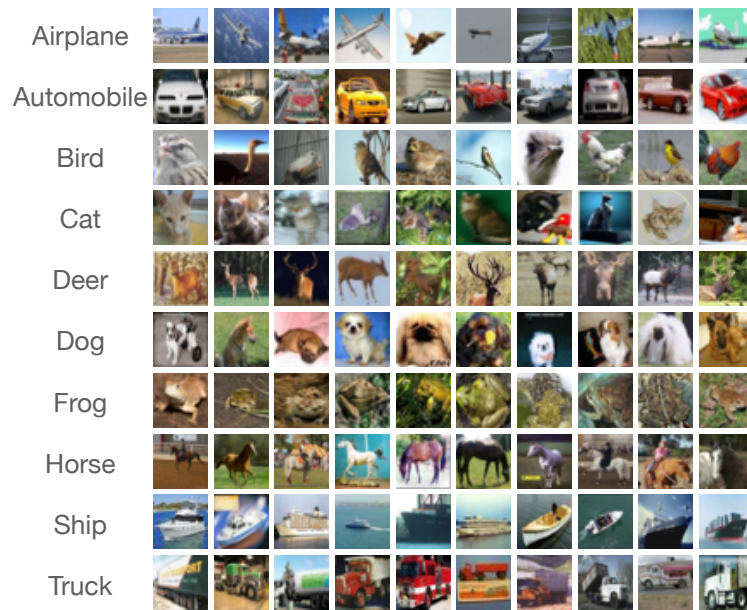 Airplane
Automobile
Bird
Cat
Deer
Dog
Frog
Horse
Ship
Truck